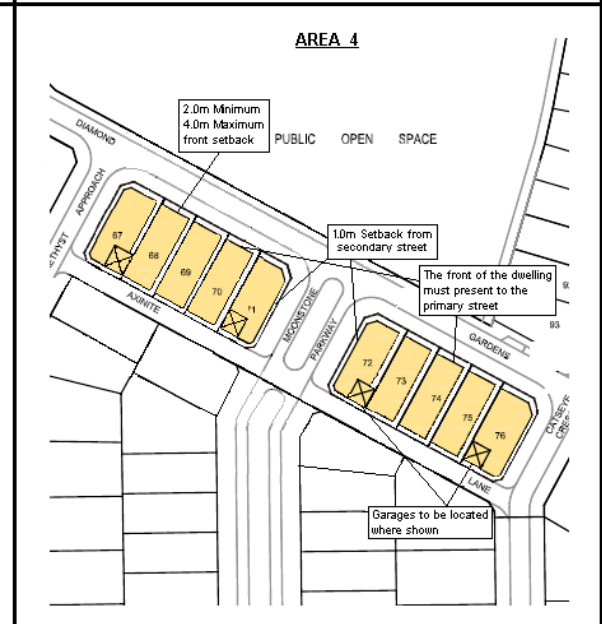 AREA 4
2.0m Minimum
4.0m Maximum
front setback
PUBLIC OPEN SPACE
DIAMOND
APPROACH
67
68
69
70
AXINITE
1.0m Setback from
secondary street
The front of the dwelling
must present to the
primary street
MOONSTONE
PARKWAY
93
GARDENS
72
73
74
75
76
CATSEYE
LANE
Garages to be located
where shown